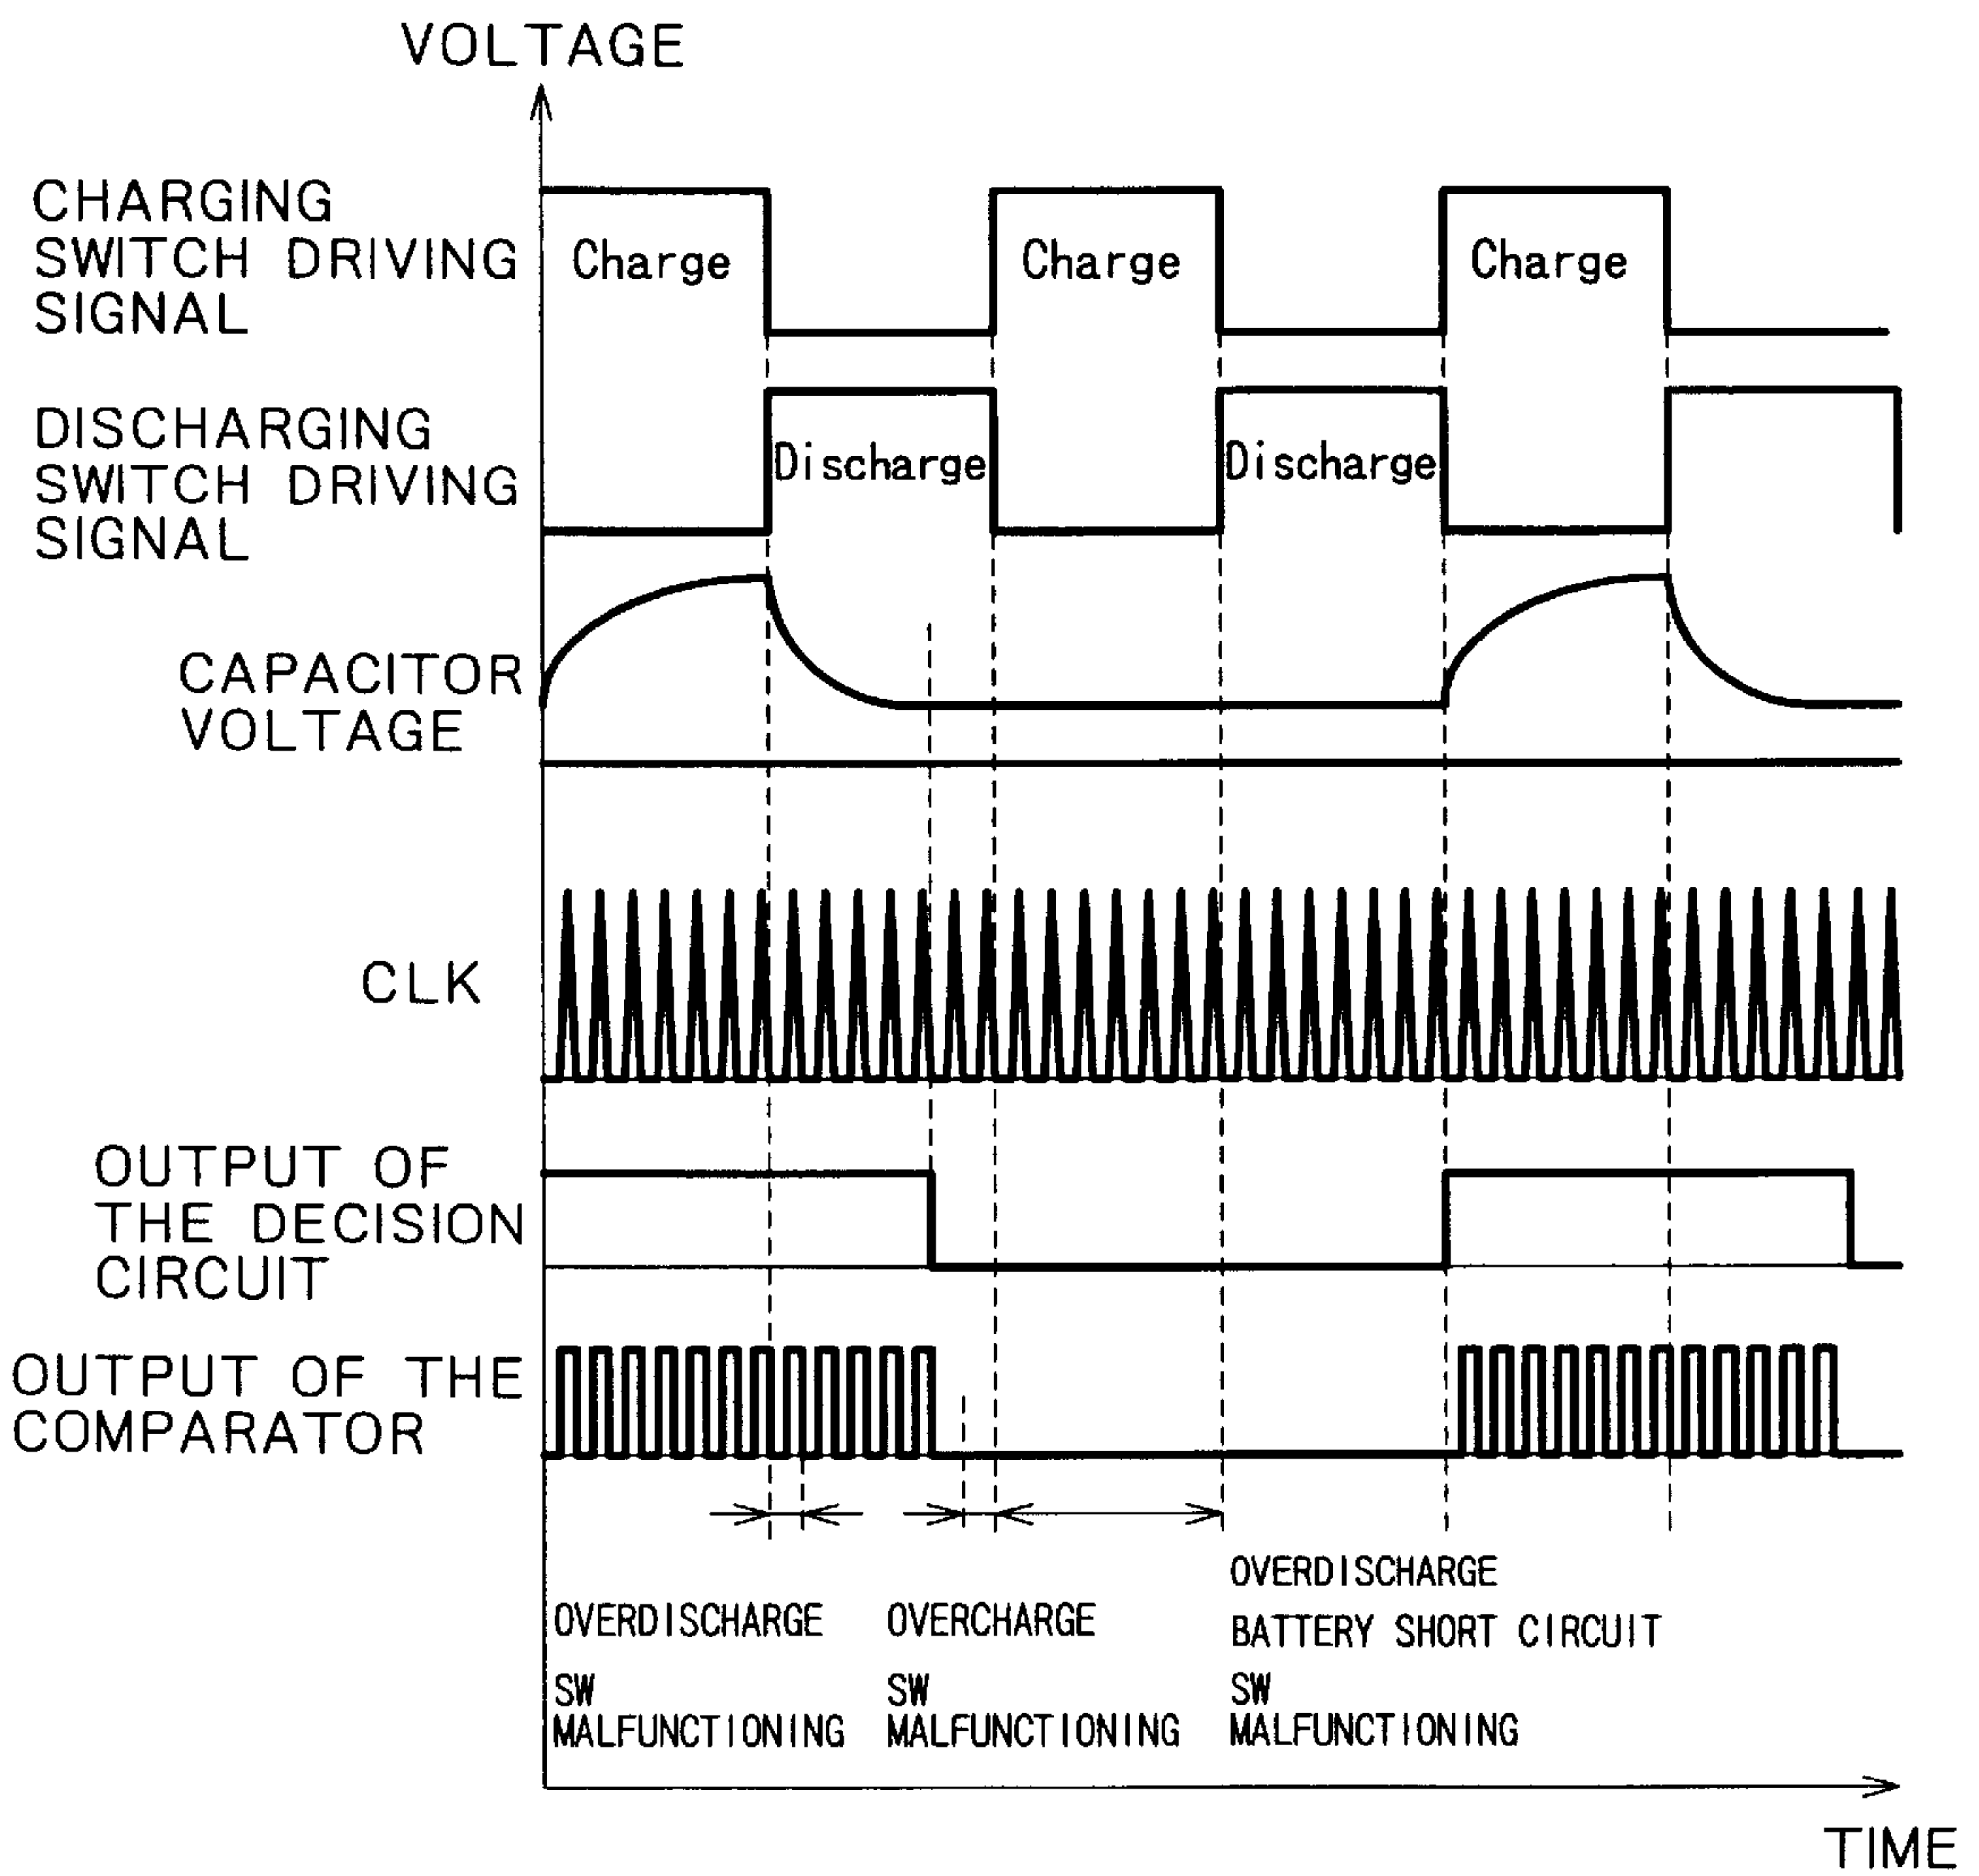 VOLTAGE
CHARGING
SWITCH DRIVING
SIGNAL
Charge
Charge
Charge
DISCHARGING
SWITCH DRIVING
SIGNAL
Discharge
Discharge
CAPACITOR
VOLTAGE
CLK
OUTPUT OF
THE DECISION
CIRCUIT
OUTPUT OF THE
COMPARATOR
OVERDISCHARGE
SW
MALFUNCTIONING
OVERCHARGE
SW
MALFUNCTIONING
OVERDISCHARGE
BATTERY SHORT CIRCUIT
SW
MALFUNCTIONING
TIME